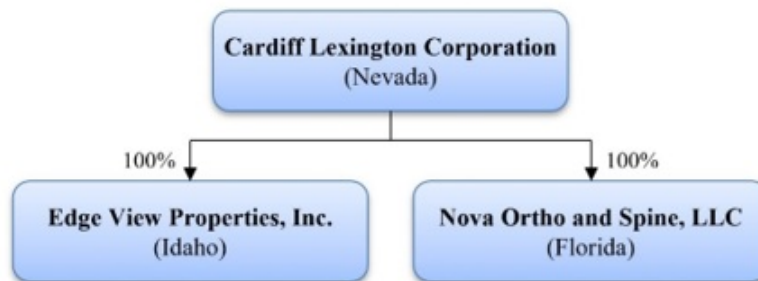 Cardiff Lexington Corporation
(Nevada)
100%
100%
Edge View Properties, Inc.
(Idaho)
Nova Ortho and Spine, LLC
(Florida)